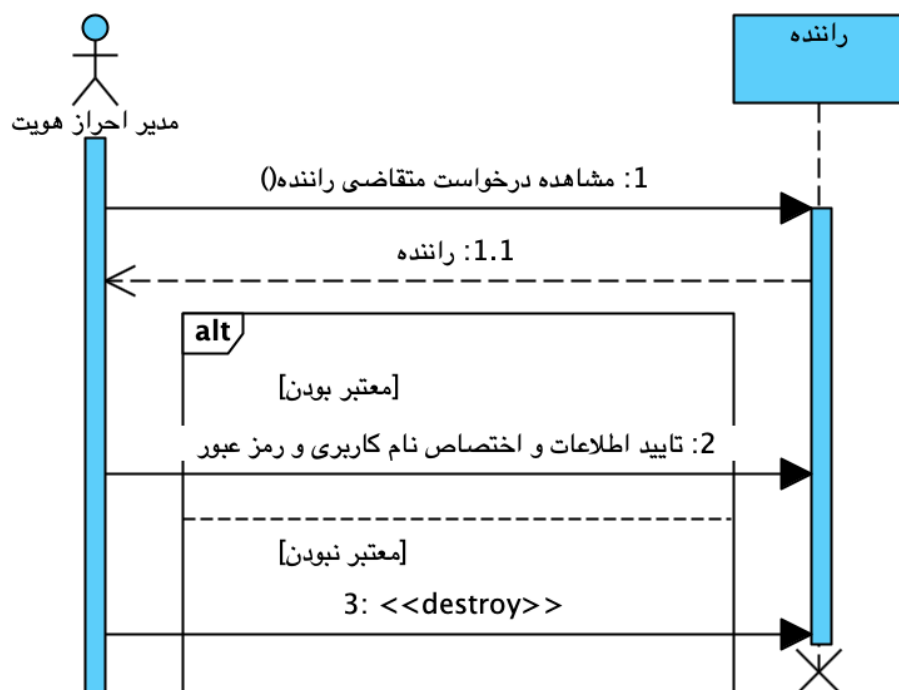 راننده
مدیر احراز هویت
1: مشاهده درخواست متقاضی راننده()
1.1: راننده
alt
[معتبر بودن]
2: تایید اطلاعات و اختصاص نام کاربری و رمز عبور
[معتبر نبودن]
3: <<destroy>>